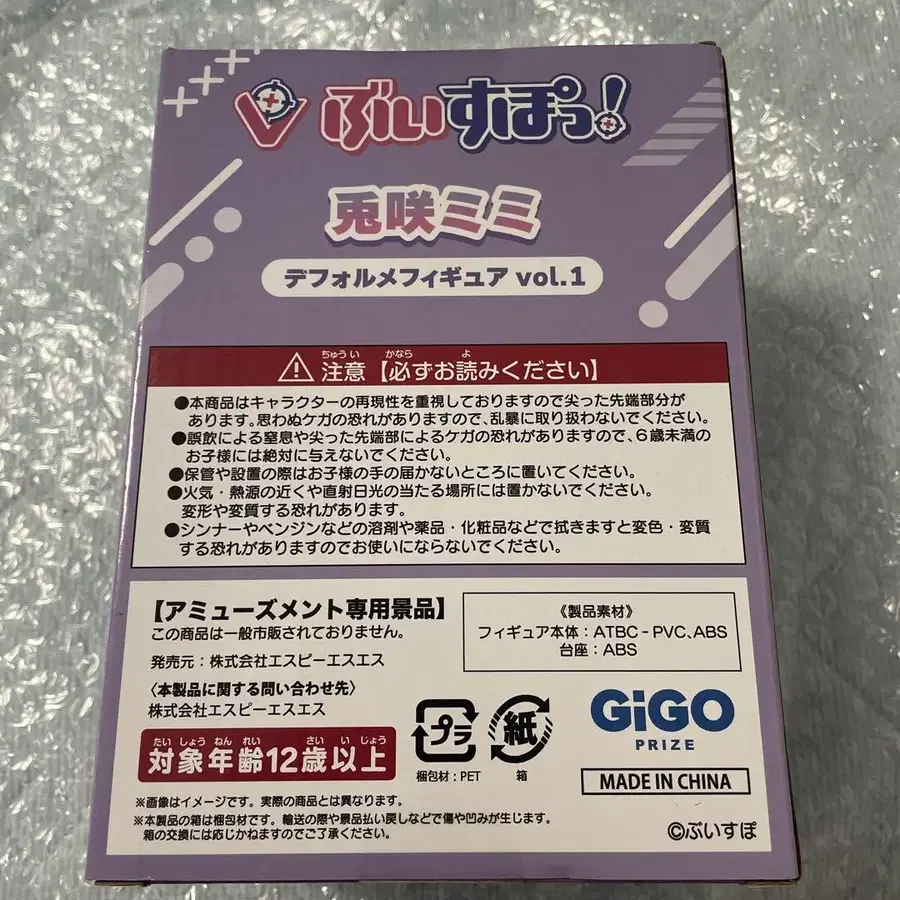 ぶいすぽっ!
兎咲ミミ
デフォルメフィギュア vol.1
ちゅうい かなら よ
注意【必ずお読みください】
●本商品はキャラクターの再現性を重視しておりますので尖った先端部分が
あります。思わぬケガの恐れがありますので、乱暴に取り扱わないでください。
●誤飲による窒息や尖った先端部によるケガの恐れがありますので、6歳未満の
お子様には絶対に与えないでください。
●保管や設置の際はお子様の手の届かないところに置いてください。
●火気・熱源の近くや直射日光の当たる場所には置かないでください。
変形や変質する恐れがあります。
●シンナーやベンジンなどの溶剤や薬品・化粧品などで拭きますと変色・変質
する恐れがありますのでお使いにならないでください。
【アミューズメント専用景品】
この商品は一般市販されておりません。
発売元:株式会社エスピーエスエス
〈本製品に関する問い合わせ先〉
株式会社エスピーエスエス
《製品素材》
フィギュア本体:ATBC-PVC、ABS
台座:ABS
たいしょうねんれい さい いじょう
対象年齢12歳以上
プラ
梱包材:PET
紙
箱
GiGO
PRIZE
MADE IN CHINA
※画像はイメージです。実際の商品とは異なります。
※本製品の箱は梱包材です。輸送の際や景品払い戻しなどで傷や凹みが生じます。
箱の交換には応じかねますのでご了承ください。
©ぶいすぽ